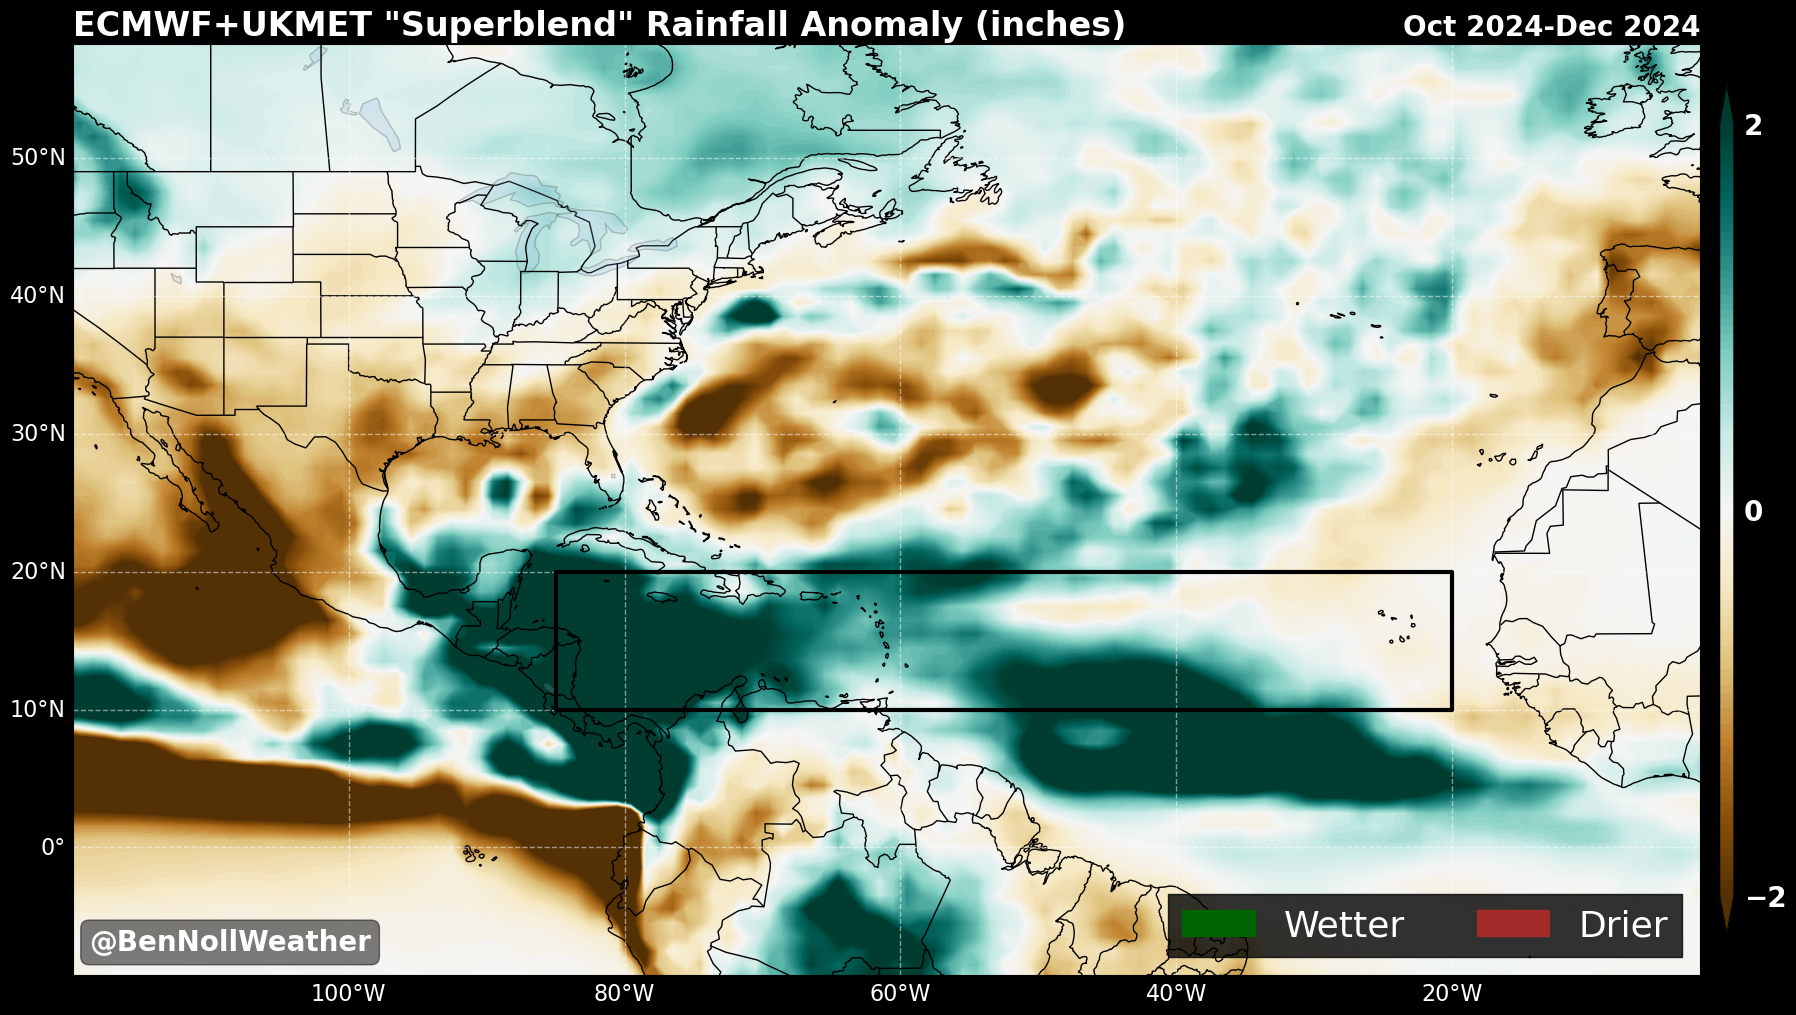 ECMWF+UKMET "Superblend" Rainfall Anomaly (inches)
Oct 2024-Dec 2024
2
50°N
40°N
0
30°N
20°N
10°N
0°
−2
Wetter
Drier
@BenNollWeather
100°W
80°W
60°W
40°W
20°W